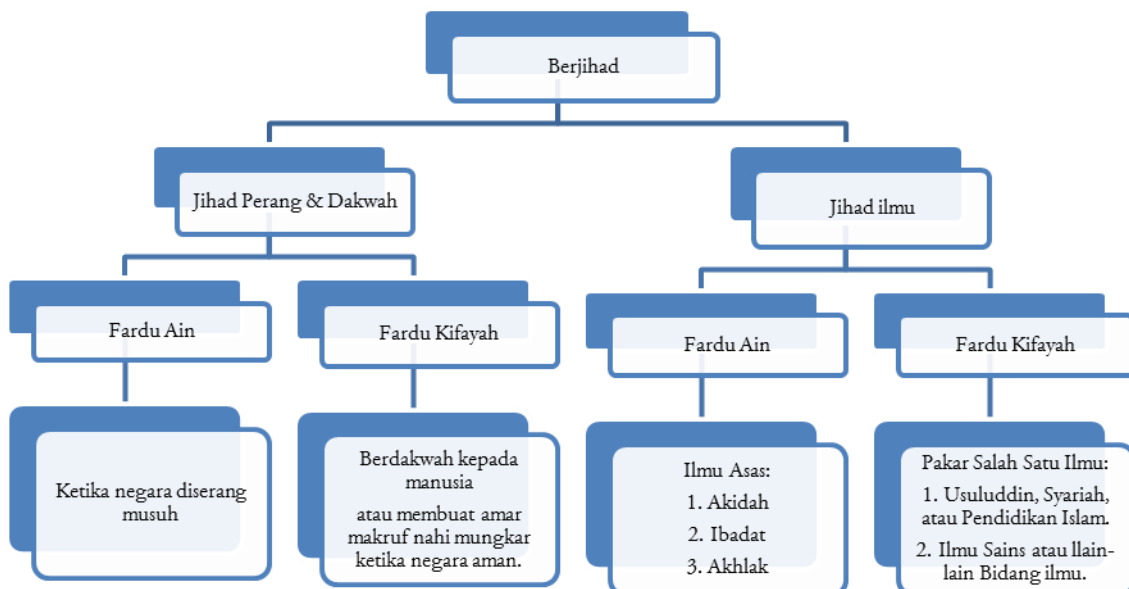 Berjihad
Jihad Perang & Dakwah
Jihad ilmu
Fardu Ain
Fardu Kifayah
Fardu Ain
Fardu Kifayah
Ketika negara diserang
musuh
Berdakwah kepada
manusia
atau membuat amar
makruf nahi mungkar
ketika negara aman.
Ilmu Asas:
1. Akidah
2. Ibadat
3. Akhlak
Pakar Salah Satu Ilmu:
1. Usuluddin, Syariah,
atau Pendidikan Islam.
2. Ilmu Sains atau llain-
lain Bidang ilmu.